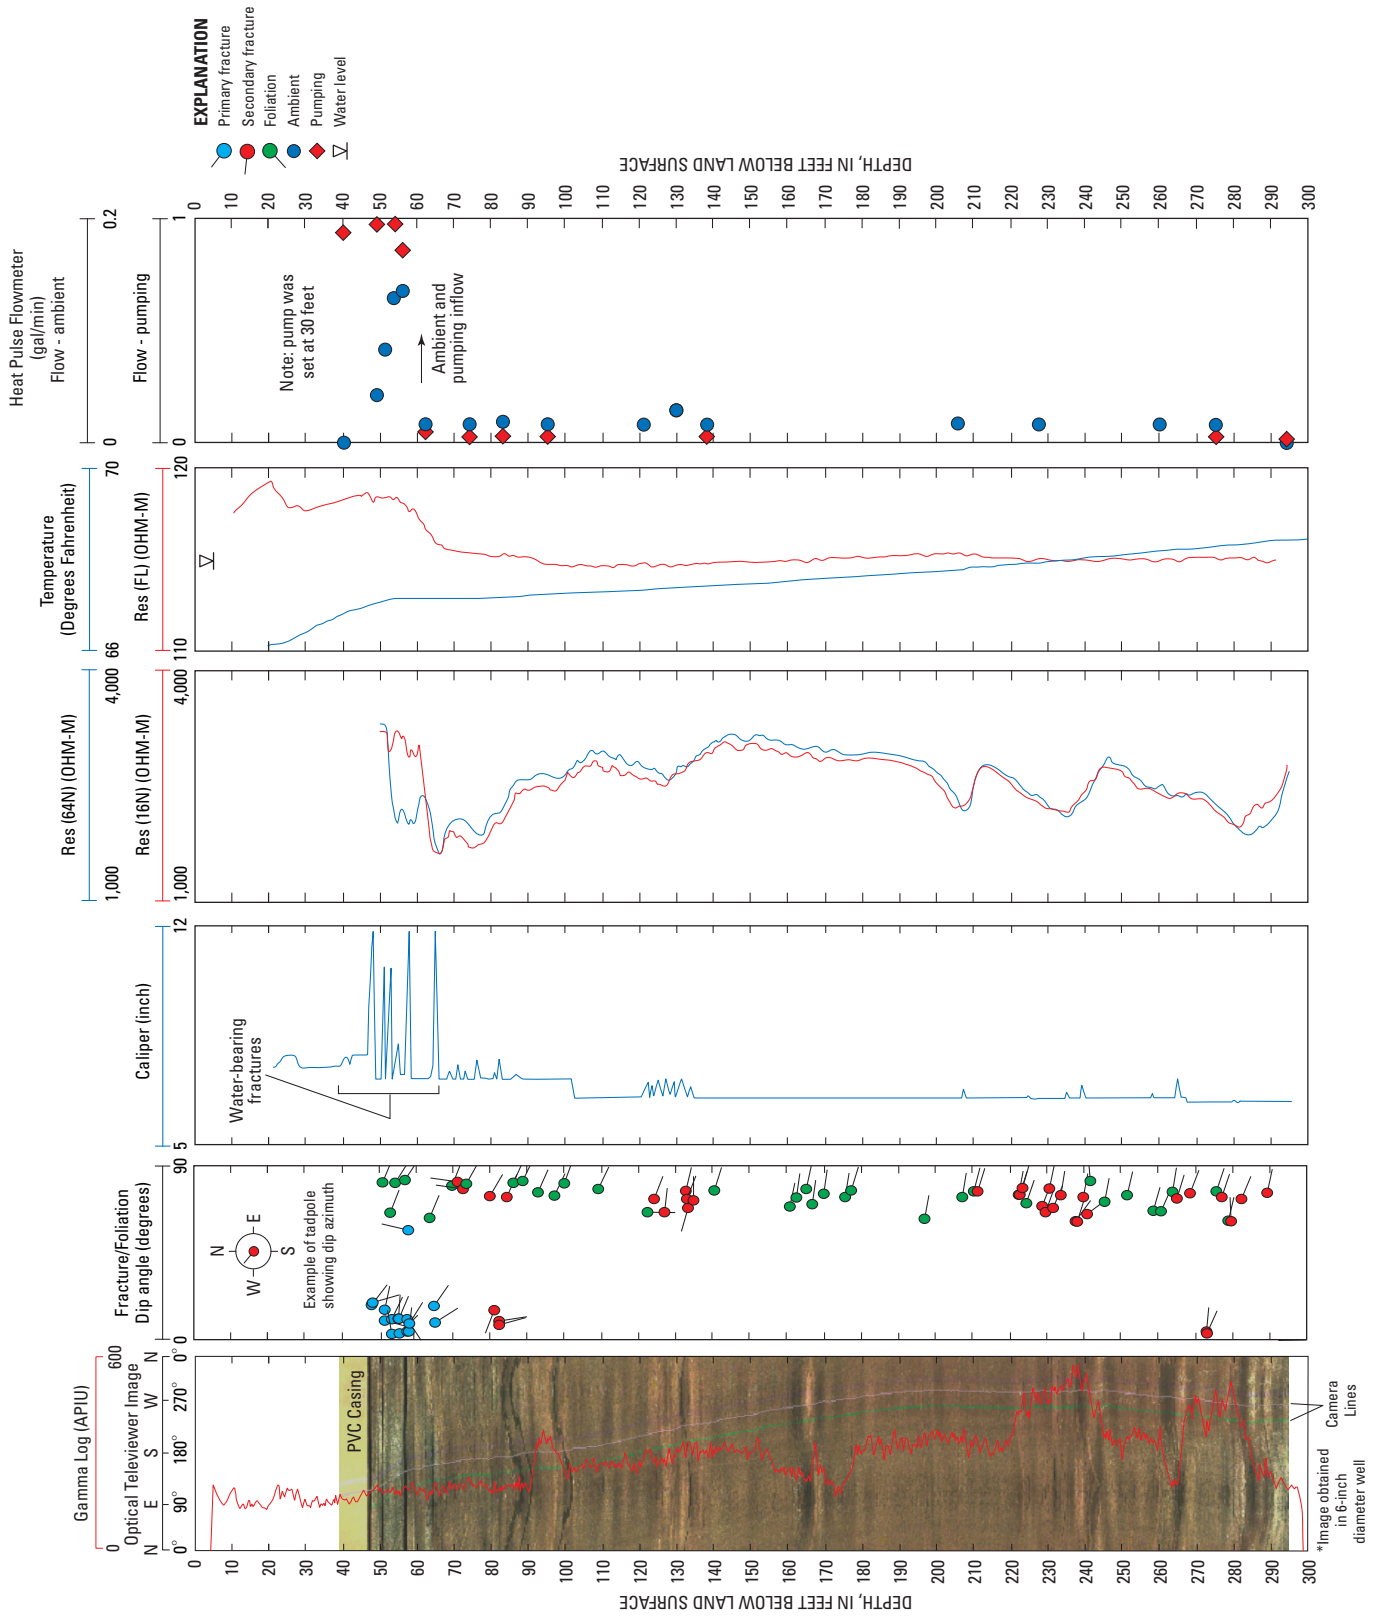 Heat Pulse Flowmeter
(gal/min)
Flow - ambient
0 0.2
Flow - pumping
0 1
Note: pump was
set at 30 feet
Ambient and
pumping inflow
EXPLANATION
Primary fracture
Secondary fracture
Foliation
Ambient
Pumping
Water level
DEPTH, IN FEET BELOW LAND SURFACE
0 10 20 30 40 50 60 70 80 90 100 110 120 130 140 150 160 170 180 190 200 210 220 230 240 250 260 270 280 290 300
Temperature
(Degrees Fahrenheit)
66 70
Res (FL) (OHM-M)
110 120
Res (64N) (OHM-M)
1,000 4,000
Res (16N) (OHM-M)
1,000 4,000
Caliper (inch)
5 12
Water-bearing
fractures
Fracture/Foliation
Dip angle (degrees)
0 90
N
E
S
W
Example of tadpole
showing dip azimuth
Gamma Log (APIU)
0 600
Optical Televiewer Image
N E S W N
0° 90° 180° 270° 0°
PVC Casing
Camera
Lines
*Image obtained
in 6-inch
diameter well
0 10 20 30 40 50 60 70 80 90 100 110 120 130 140 150 160 170 180 190 200 210 220 230 240 250 260 270 280 290 300
DEPTH, IN FEET BELOW LAND SURFACE